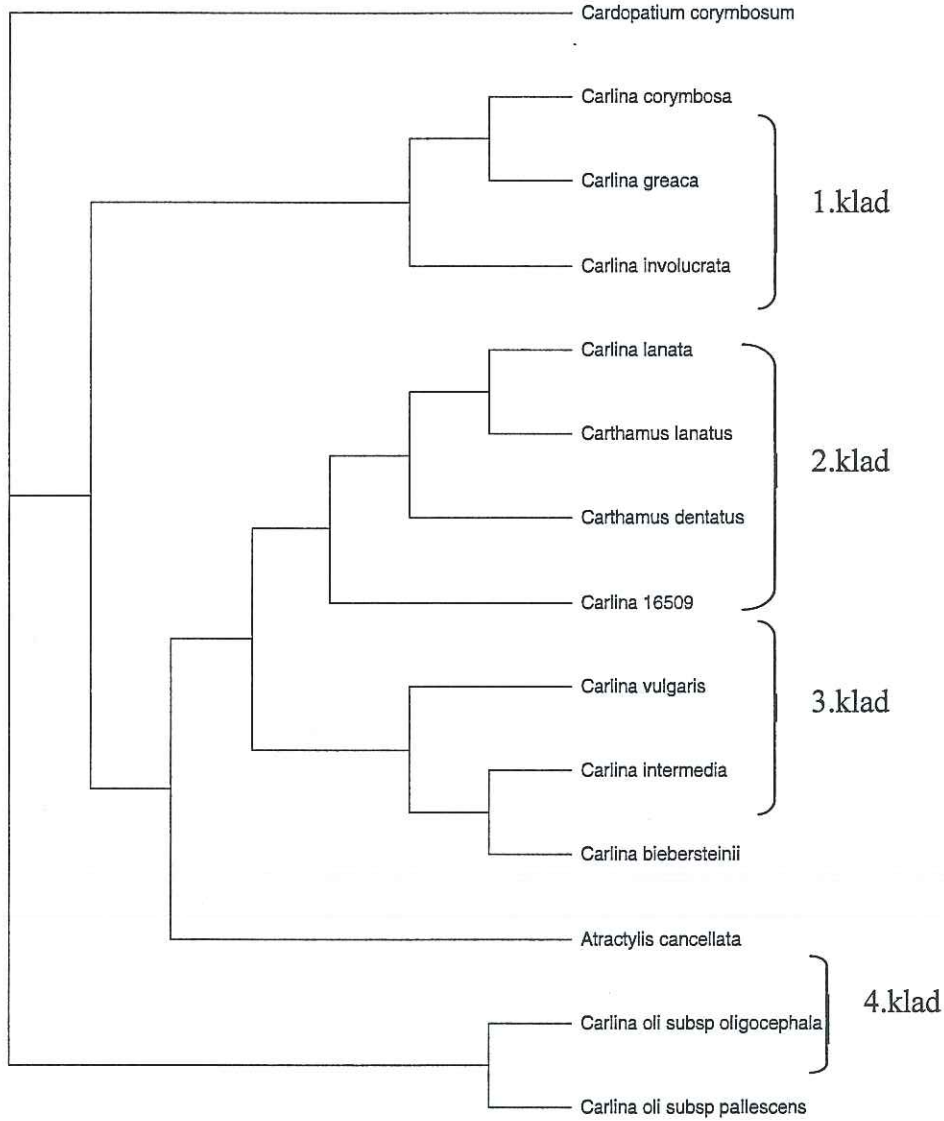 Cardopatium corymbosum
Carlina corymbosa
Carlina greaca
1.klad
Carlina involucrata
Carlina lanata
Carthamus lanatus
2.klad
Carthamus dentatus
Carlina 16509
Carlina vulgaris
3.klad
Carlina intermedia
Carlina biebersteinii
Atractylis cancellata
4.klad
Carlina oli subsp oligocephala
Carlina oli subsp pallescens